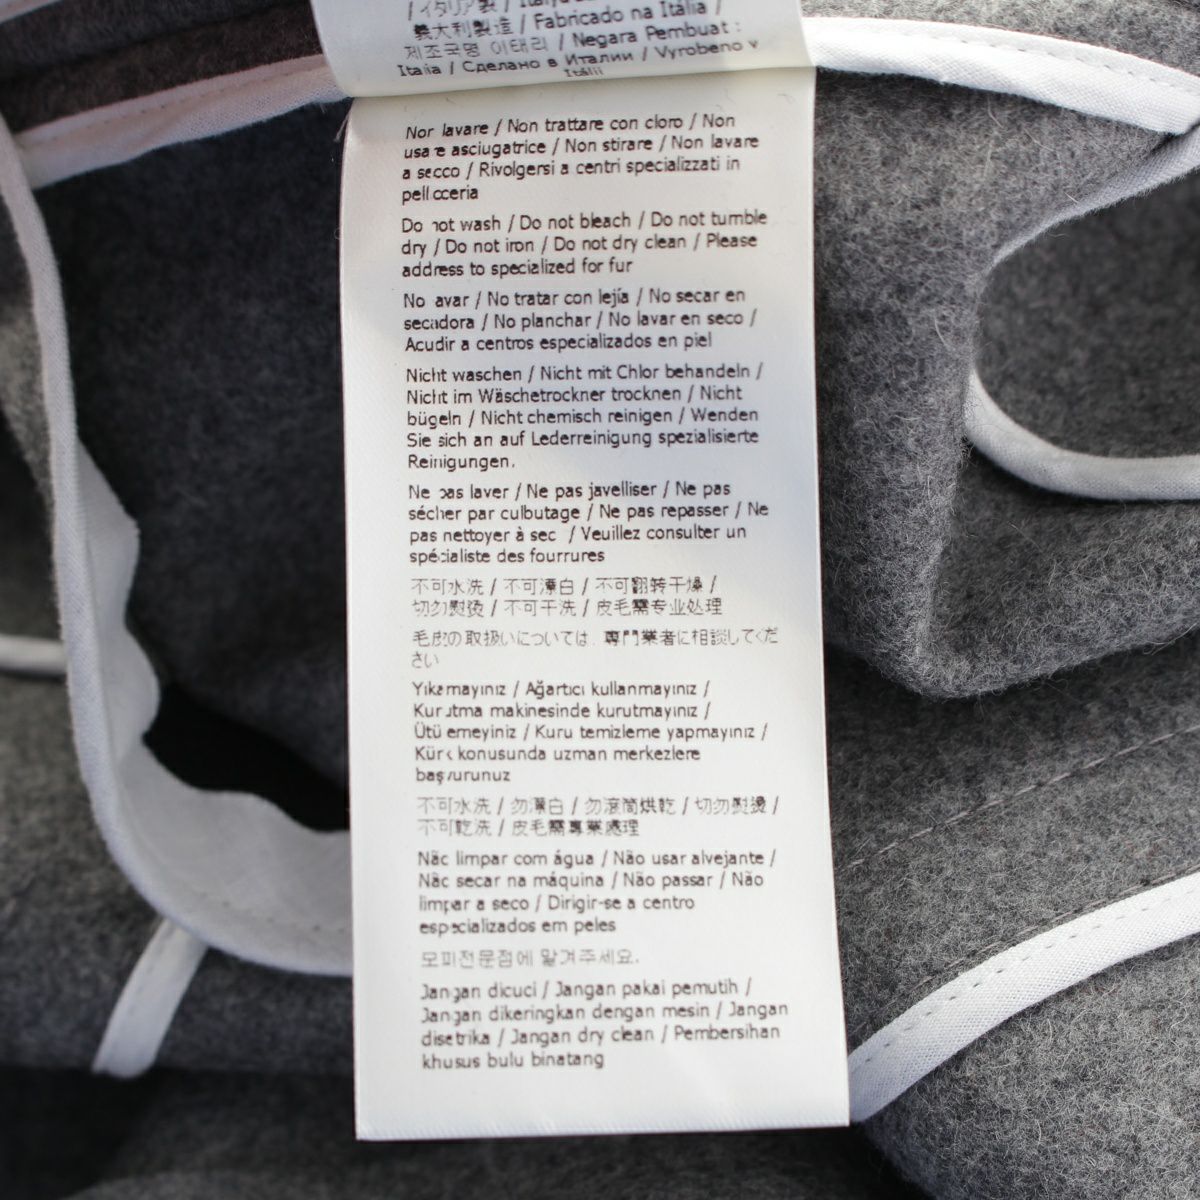 / イタリア製 /
義大利製造 / Fabricado na Itália /
제조국명 이태리 / Negara Pembuat :
Italia / Сделано в Италии / Vyrobeno v
Itálii
Non lavare / Non trattare con cloro / Non
usare asciugatrice / Non stirare / Non lavare
a secco / Rivolgersi a centri specializzati in
pellicceria
Do not wash / Do not bleach / Do not tumble
dry / Do not iron / Do not dry clean / Please
address to specialized for fur
No lavar / No tratar con lejía / No secar en
secadora / No planchar / No lavar en seco /
Acudir a centros especializados en piel
Nicht waschen / Nicht mit Chlor behandeln /
Nicht im Wäschetrockner trocknen / Nicht
bügeln / Nicht chemisch reinigen / Wenden
Sie sich an auf Lederreinigung spezialisierte
Reinigungen.
Ne pas laver / Ne pas javelliser / Ne pas
sécher par culbutage / Ne pas repasser / Ne
pas nettoyer à sec / Veuillez consulter un
spécialiste des fourrures
不可水洗 / 不可漂白 / 不可翻转干燥 /
切勿熨烫 / 不可干洗 / 皮毛需专业处理
毛皮の取扱いについては、専門業者に相談してくだ
さい
Yıkamayınız / Ağartıcı kullanmayınız /
Kurutma makinesinde kurutmayınız /
Ütülemeyiniz / Kuru temizleme yapmayınız /
Kürk konusunda uzman merkezlere
başvurunuz
不可水洗 / 勿漂白 / 勿滾筒烘乾 / 切勿熨燙 /
不可乾洗 / 皮毛需專業處理
Não limpar com água / Não usar alvejante /
Não secar na máquina / Não passar / Não
limpar a seco / Dirigir-se a centro
especializados em peles
모피전문점에 맡겨주세요.
Jangan dicuci / Jangan pakai pemutih /
Jangan dikeringkan dengan mesin / Jangan
disetrika / Jangan dry clean / Pembersihan
khusus bulu binatang